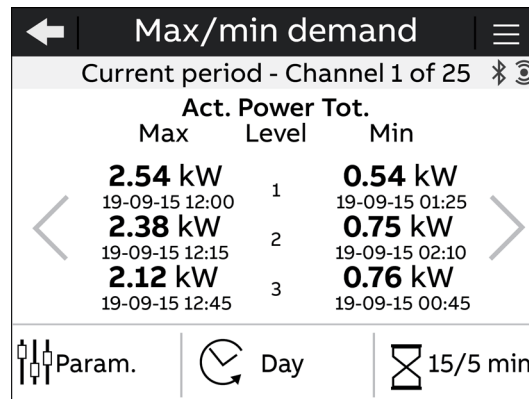 Max/min demand
Current period - Channel 1 of 25
Act. Power Tot.
Max Level Min
2.54 kW 1 0.54 kW
19-09-15 12:00 19-09-15 01:25
2.38 kW 2 0.75 kW
19-09-15 12:15 19-09-15 02:10
2.12 kW 3 0.76 kW
19-09-15 12:45 19-09-15 00:45
Param. Day 15/5 min